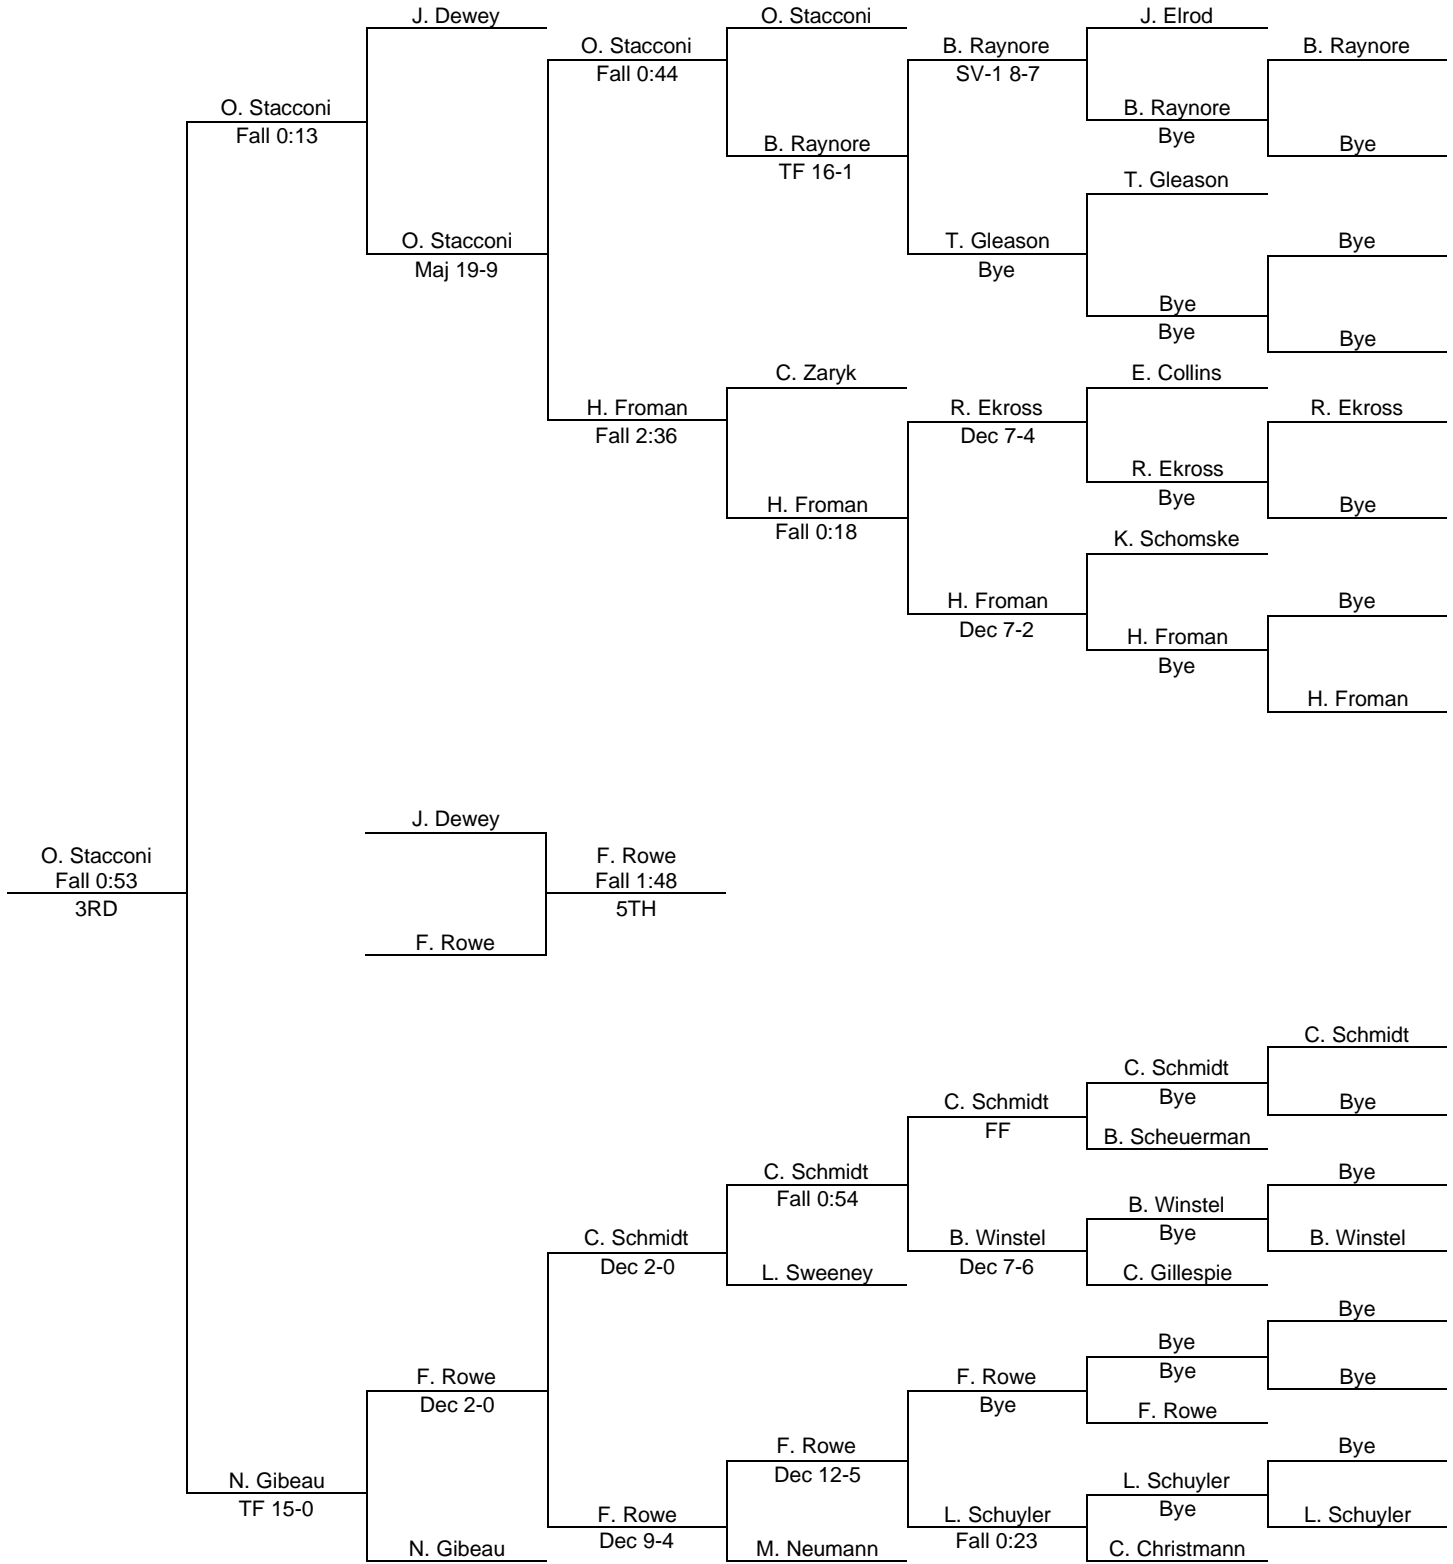 J. Dewey
O. Stacconi
J. Elrod
O. Stacconi
Fall 0:44
B. Raynore
SV-1 8-7
B. Raynore
O. Stacconi
Fall 0:13
B. Raynore
Bye
B. Raynore
TF 16-1
Bye
T. Gleason
O. Stacconi
Maj 19-9
T. Gleason
Bye
Bye
Bye
Bye
Bye
C. Zaryk
E. Collins
H. Froman
Fall 2:36
R. Ekross
Dec 7-4
R. Ekross
R. Ekross
Bye
H. Froman
Fall 0:18
Bye
K. Schomske
H. Froman
Dec 7-2
Bye
H. Froman
Bye
H. Froman
J. Dewey
O. Stacconi
Fall 0:53
3RD
F. Rowe
Fall 1:48
5TH
F. Rowe
C. Schmidt
C. Schmidt
Bye
C. Schmidt
FF
Bye
B. Scheuerman
C. Schmidt
Fall 0:54
Bye
B. Winstel
Bye
C. Schmidt
Dec 2-0
B. Winstel
Dec 7-6
B. Winstel
L. Sweeney
C. Gillespie
Bye
Bye
Bye
F. Rowe
Dec 2-0
F. Rowe
Bye
Bye
F. Rowe
F. Rowe
Dec 12-5
Bye
N. Gibeau
TF 15-0
L. Schuyler
Bye
F. Rowe
Dec 9-4
L. Schuyler
Fall 0:23
L. Schuyler
N. Gibeau
M. Neumann
C. Christmann